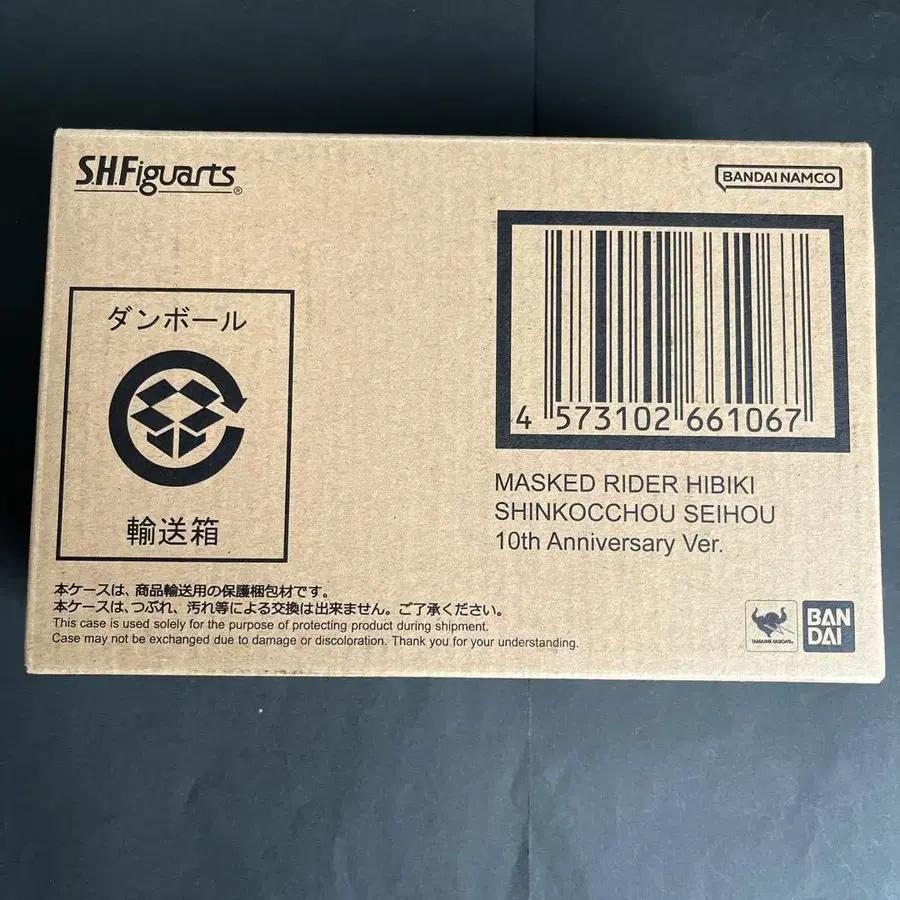 S.H.Figuarts®
BANDAI NAMCO
ダンボール
輸送箱
4 573102 661067
MASKED RIDER HIBIKI
SHINKOCCHOU SEIHOU
10th Anniversary Ver.
本ケースは、商品輸送用の保護梱包材です。
本ケースは、つぶれ、汚れ等による交換は出来ません。ご了承ください。
This case is used solely for the purpose of protecting product during shipment.
Case may not be exchanged due to damage or discoloration. Thank you for your understanding.
TAMASHII NATIONS
BAN
DAI